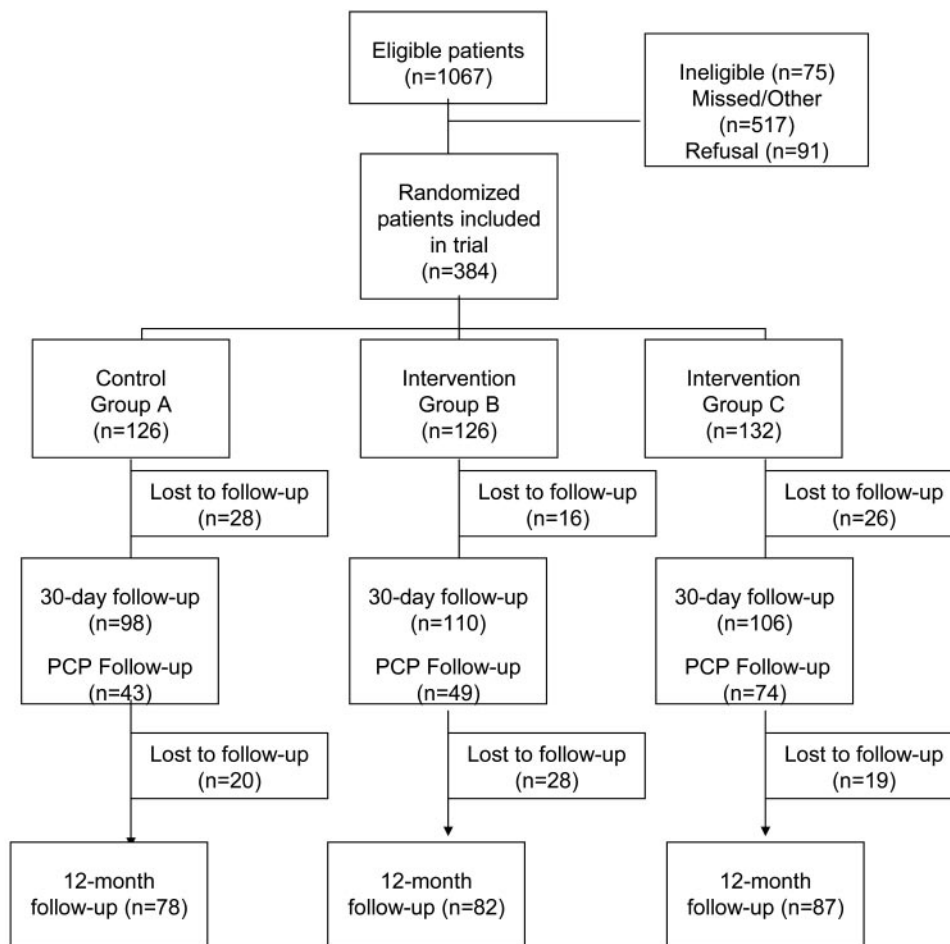 Eligible patients
(n=1067)
Ineligible (n=75)
Missed/Other
(n=517)
Refusal (n=91)
Randomized
patients included
in trial
(n=384)
Control
Group A
(n=126)
Intervention
Group B
(n=126)
Intervention
Group C
(n=132)
Lost to follow-up
(n=28)
Lost to follow-up
(n=16)
Lost to follow-up
(n=26)
30-day follow-up
(n=98)
PCP Follow-up
(n=43)
30-day follow-up
(n=110)
PCP Follow-up
(n=49)
30-day follow-up
(n=106)
PCP Follow-up
(n=74)
Lost to follow-up
(n=20)
Lost to follow-up
(n=28)
Lost to follow-up
(n=19)
12-month
follow-up (n=78)
12-month
follow-up (n=82)
12-month
follow-up (n=87)